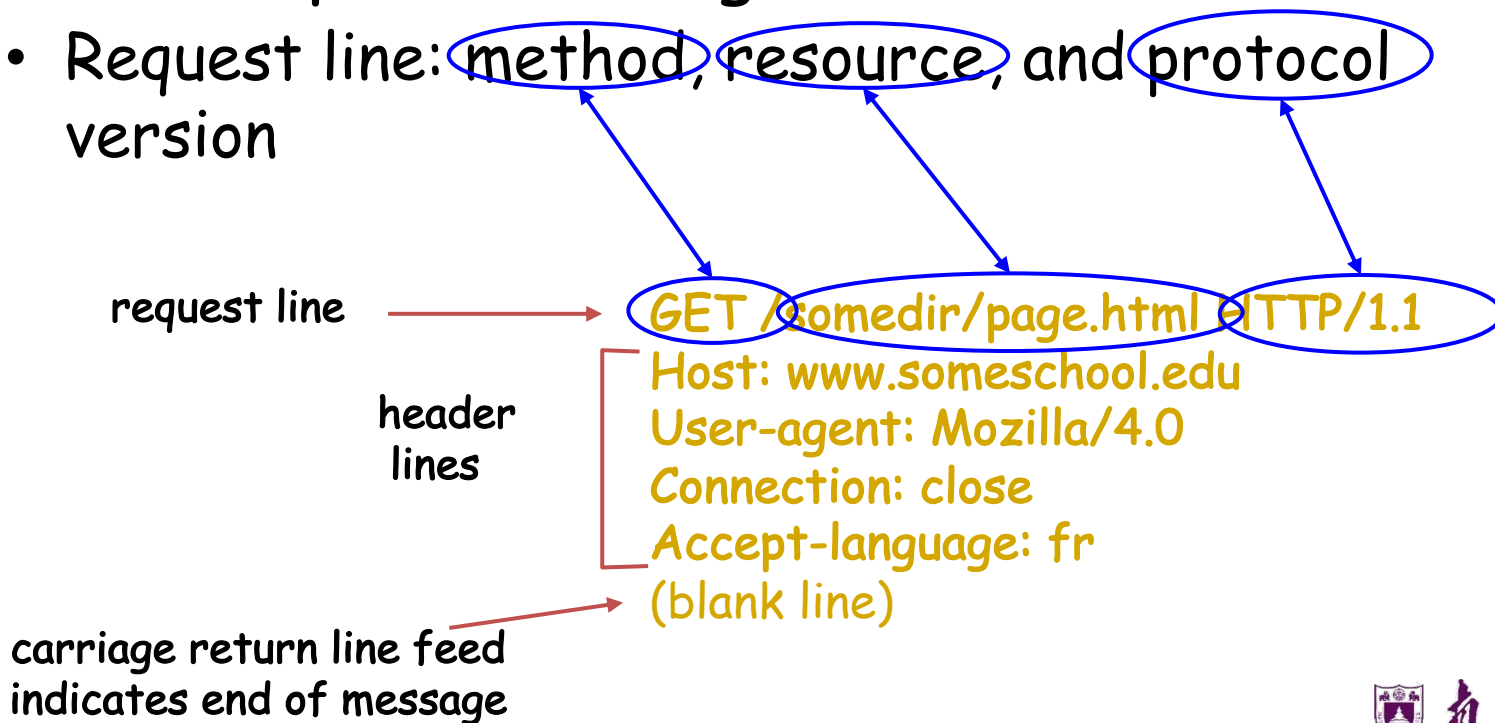 • Request line: method, resource, and protocol
version
request line
GET /somedir/page.html HTTP/1.1
Host: www.someschool.edu
User-agent: Mozilla/4.0
Connection: close
Accept-language: fr
(blank line)
header
lines
carriage return line feed
indicates end of message